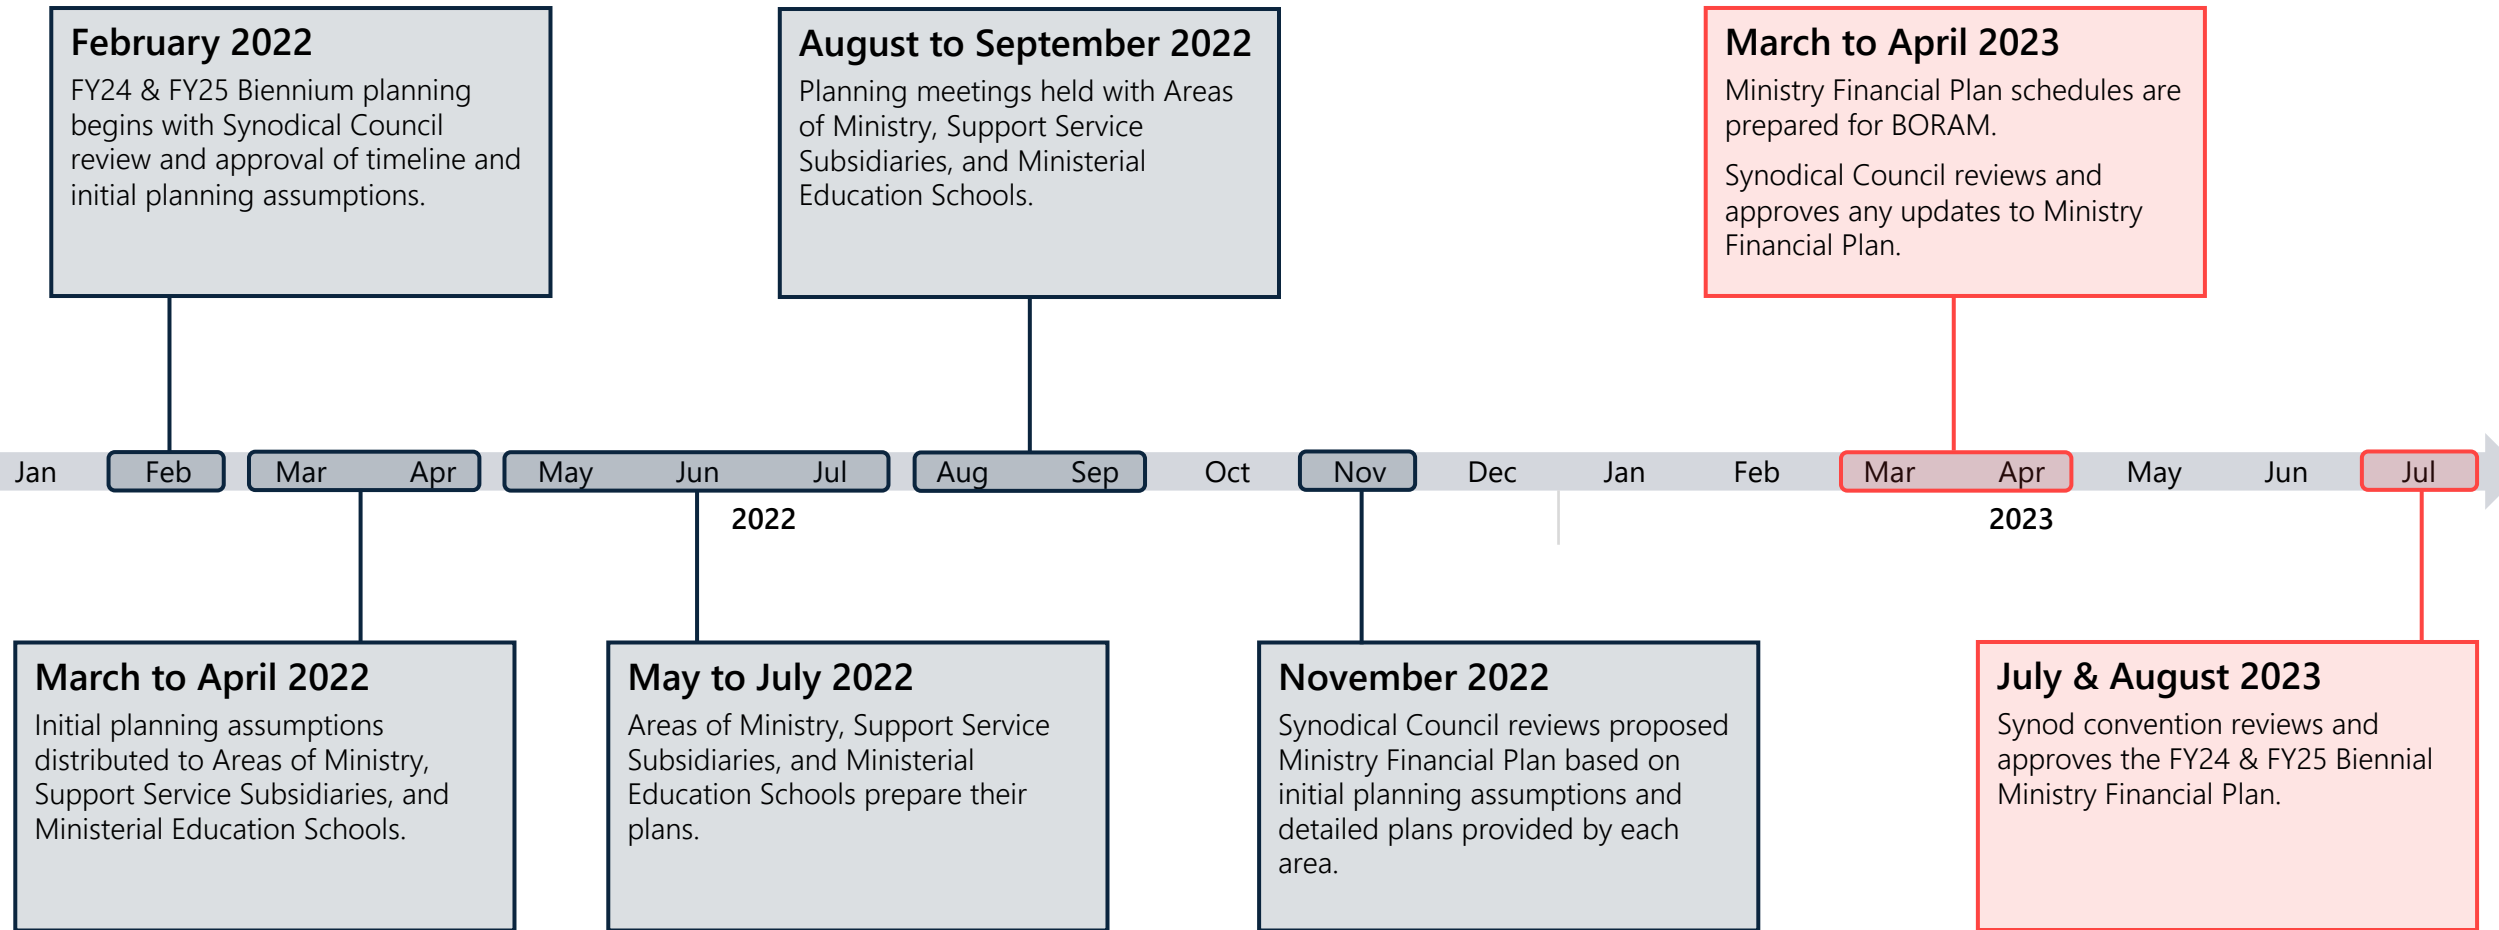 February 2022
FY24 & FY25 Biennium planning
begins with Synodical Council
review and approval of timeline and
initial planning assumptions.
August to September 2022
Planning meetings held with Areas
of Ministry, Support Service
Subsidiaries, and Ministerial
Education Schools.
March to April 2023
Ministry Financial Plan schedules are
prepared for BORAM.
Synodical Council reviews and
approves any updates to Ministry
Financial Plan.
Jan Feb Mar Apr May Jun Jul Aug Sep Oct Nov Dec Jan Feb Mar Apr May Jun Jul
2022 2023
March to April 2022
Initial planning assumptions
distributed to Areas of Ministry,
Support Service Subsidiaries, and
Ministerial Education Schools.
May to July 2022
Areas of Ministry, Support Service
Subsidiaries, and Ministerial
Education Schools prepare their
plans.
November 2022
Synodical Council reviews proposed
Ministry Financial Plan based on
initial planning assumptions and
detailed plans provided by each
area.
July & August 2023
Synod convention reviews and
approves the FY24 & FY25 Biennial
Ministry Financial Plan.